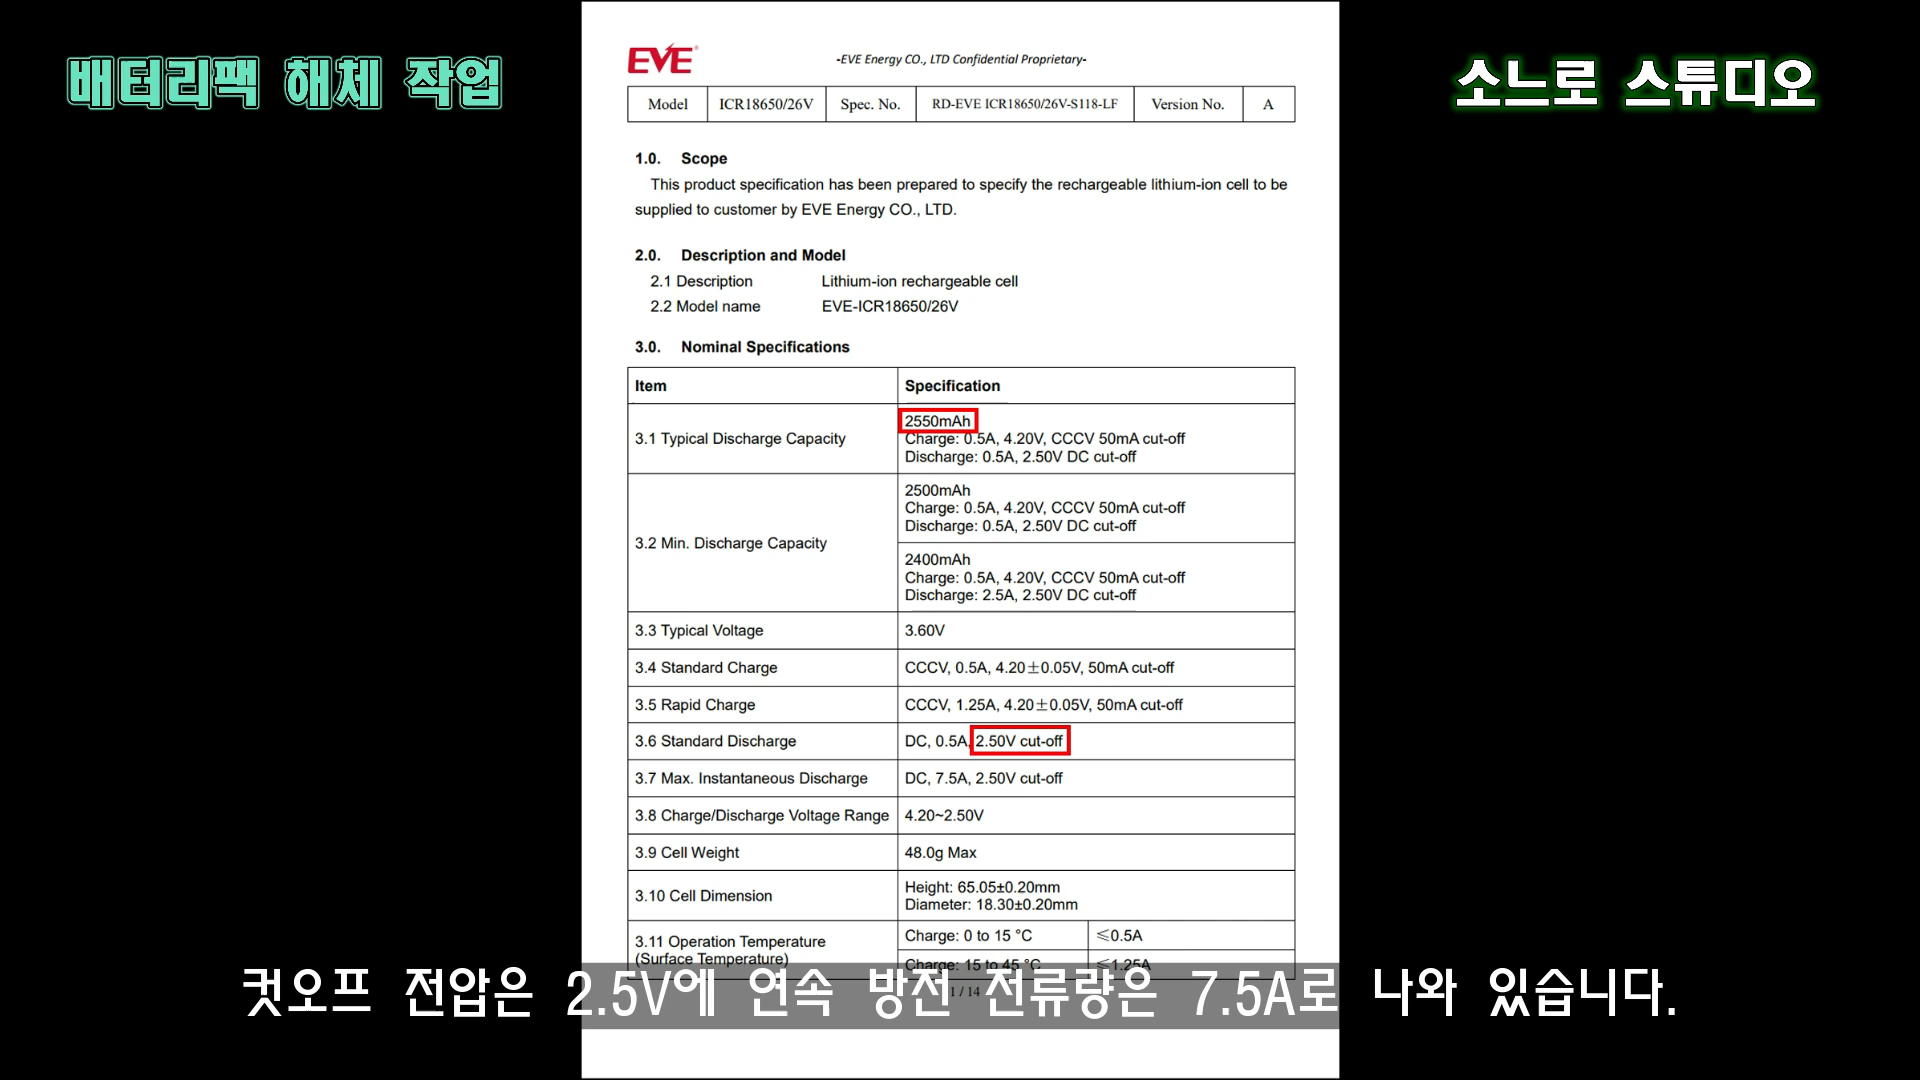 배터리팩 해체 작업
소느로 스튜디오
EVE
-EVE Energy CO., LTD Confidential Proprietary-
Model ICR18650/26V Spec. No. RD-EVE ICR18650/26V-S118-LF Version No. A
1.0. Scope
This product specification has been prepared to specify the rechargeable lithium-ion cell to be
supplied to customer by EVE Energy CO., LTD.
2.0. Description and Model
2.1 Description Lithium-ion rechargeable cell
2.2 Model name EVE-ICR18650/26V
3.0. Nominal Specifications
Item Specification
3.1 Typical Discharge Capacity
2550mAh
Charge: 0.5A, 4.20V, CCCV 50mA cut-off
Discharge: 0.5A, 2.50V DC cut-off
3.2 Min. Discharge Capacity
2500mAh
Charge: 0.5A, 4.20V, CCCV 50mA cut-off
Discharge: 0.5A, 2.50V DC cut-off
2400mAh
Charge: 0.5A, 4.20V, CCCV 50mA cut-off
Discharge: 2.5A, 2.50V DC cut-off
3.3 Typical Voltage 3.60V
3.4 Standard Charge CCCV, 0.5A, 4.20±0.05V, 50mA cut-off
3.5 Rapid Charge CCCV, 1.25A, 4.20±0.05V, 50mA cut-off
3.6 Standard Discharge DC, 0.5A, 2.50V cut-off
3.7 Max. Instantaneous Discharge DC, 7.5A, 2.50V cut-off
3.8 Charge/Discharge Voltage Range 4.20~2.50V
3.9 Cell Weight 48.0g Max
3.10 Cell Dimension
Height: 65.05±0.20mm
Diameter: 18.30±0.20mm
3.11 Operation Temperature
(Surface Temperature)
Charge: 0 to 15 °C ≤0.5A
Charge: 15 to 45 °C ≤1.25A
1 / 14
컷오프 전압은 2.5V에 연속 방전 전류량은 7.5A로 나와 있습니다.